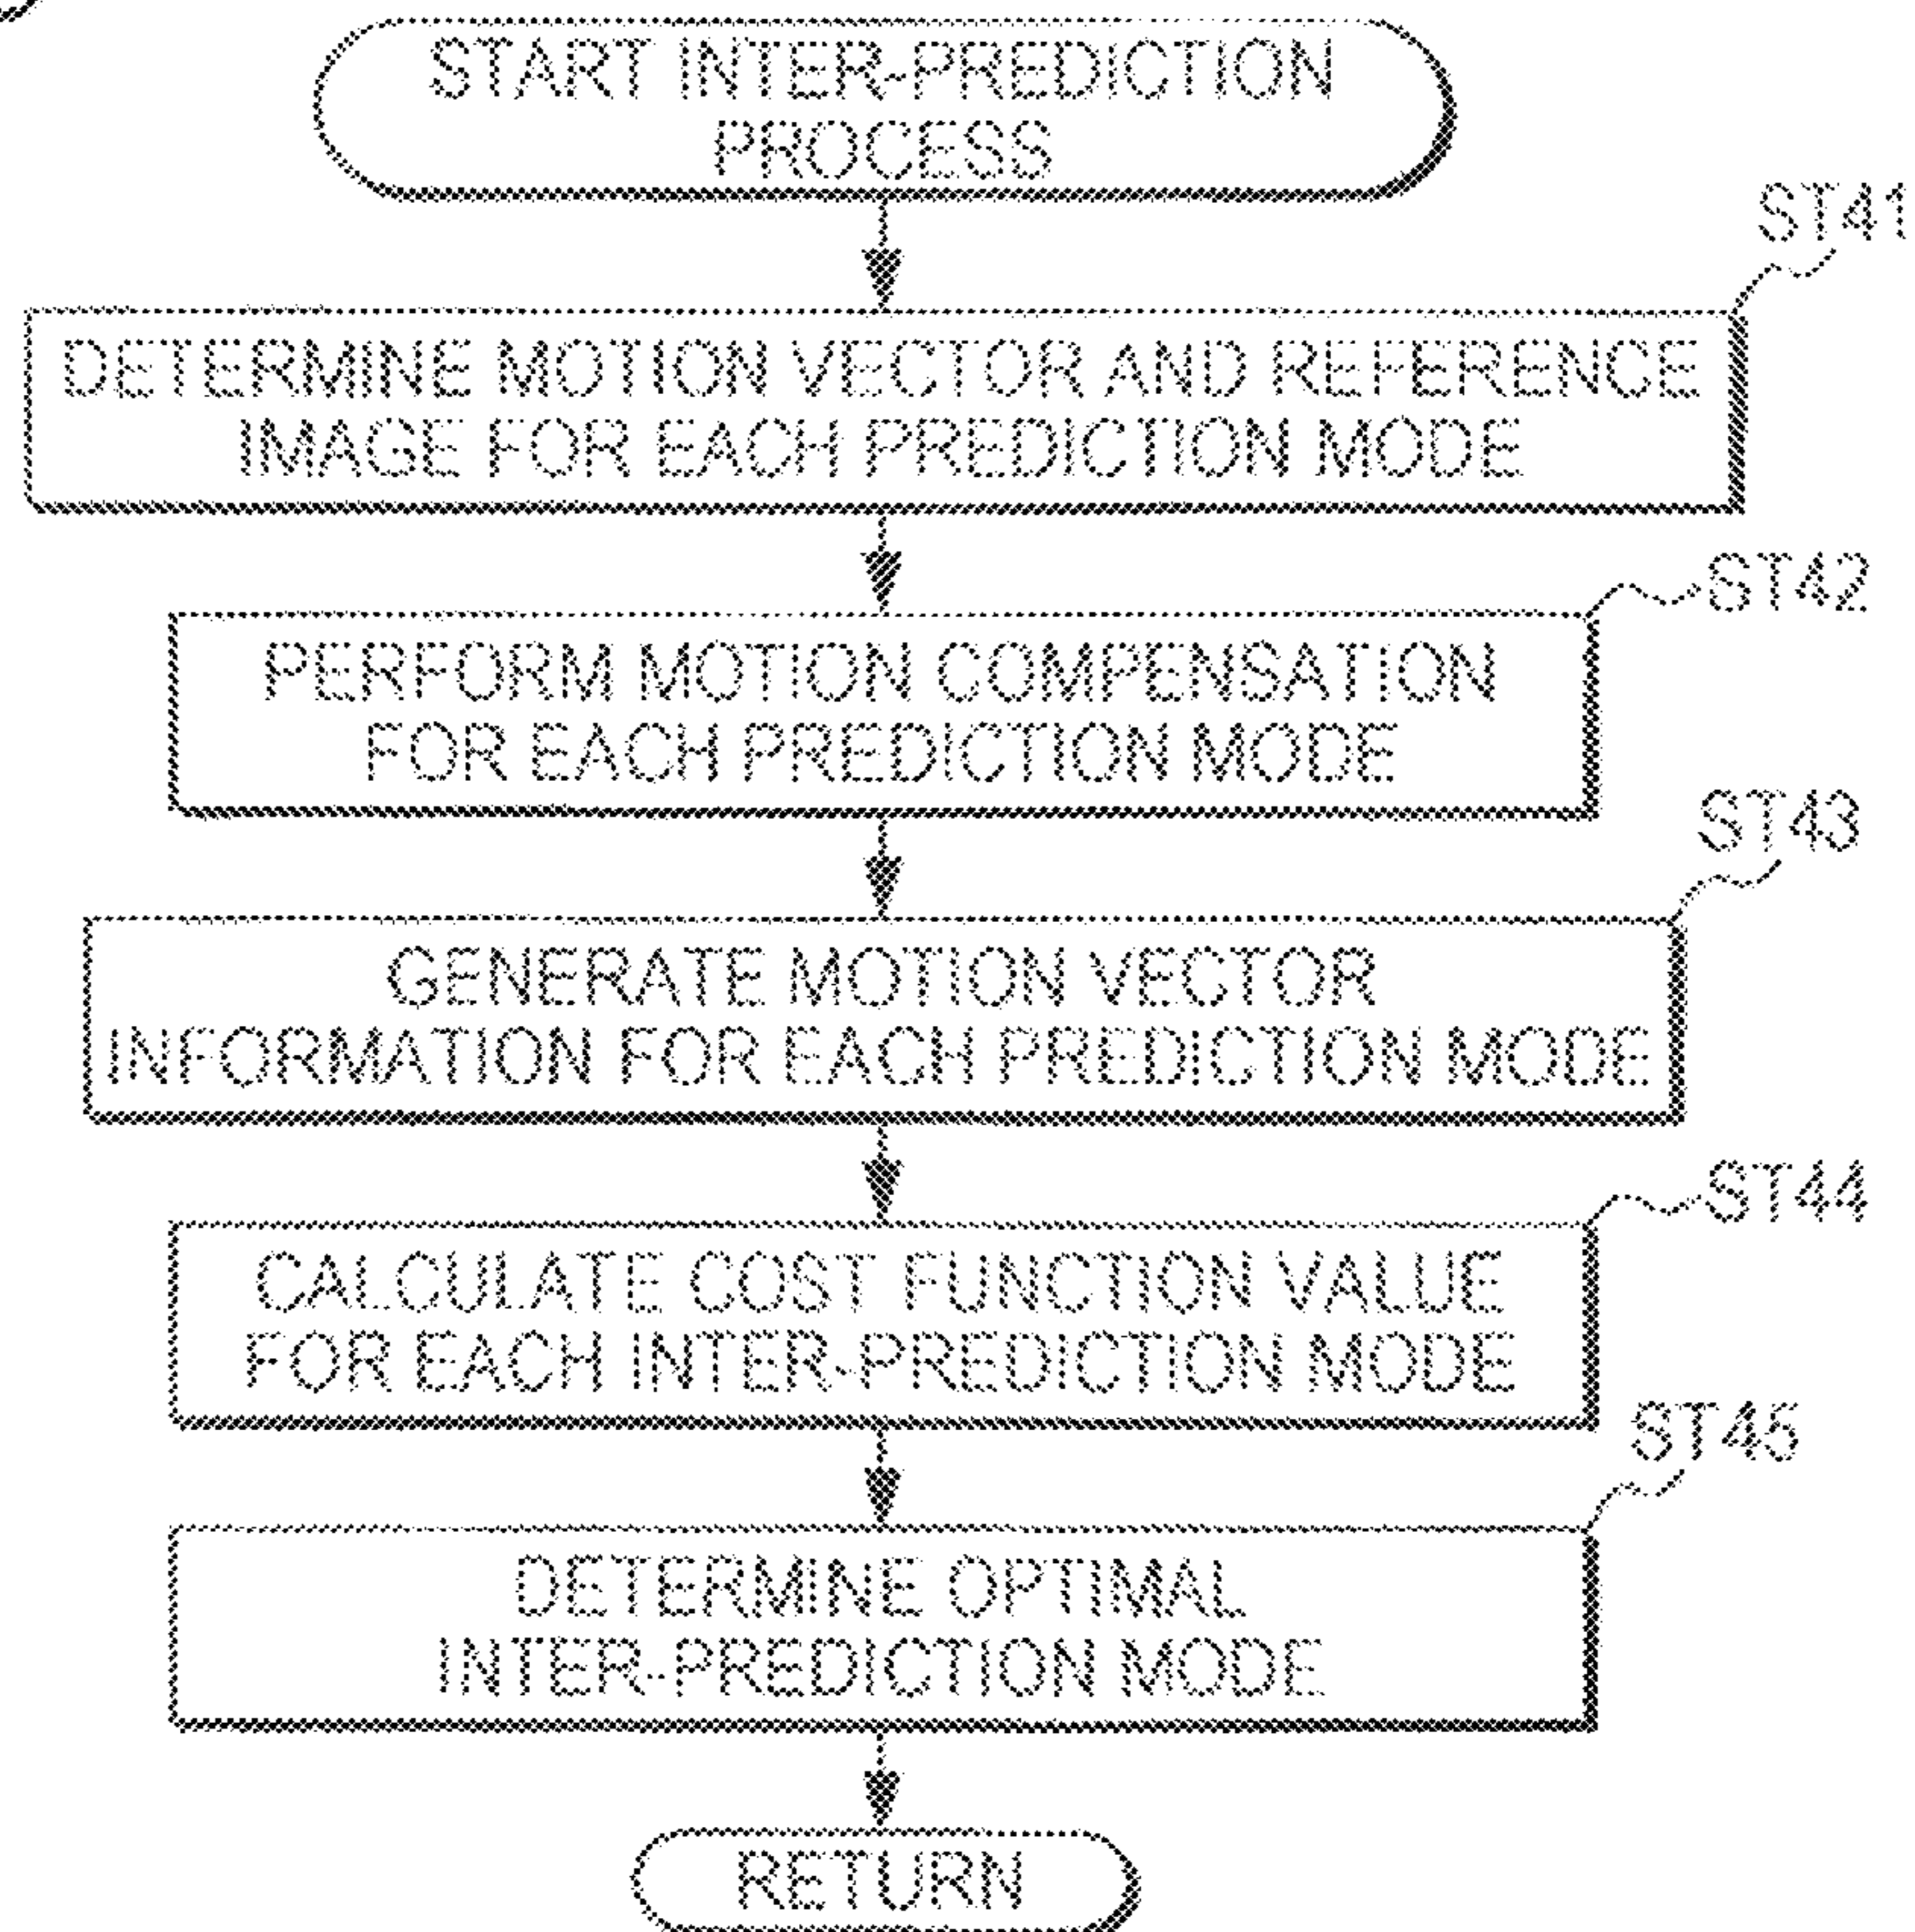 START INTER-PREDICTION
PROCESS
ST41
DETERMINE MOTION VECTOR AND REFERENCE
IMAGE FOR EACH PREDICTION MODE
ST42
PERFORM MOTION COMPENSATION
FOR EACH PREDICTION MODE
ST43
GENERATE MOTION VECTOR
INFORMATION FOR EACH PREDICTION MODE
ST44
CALCULATE COST FUNCTION VALUE
FOR EACH INTER-PREDICTION MODE
ST45
DETERMINE OPTIMAL
INTER-PREDICTION MODE
RETURN